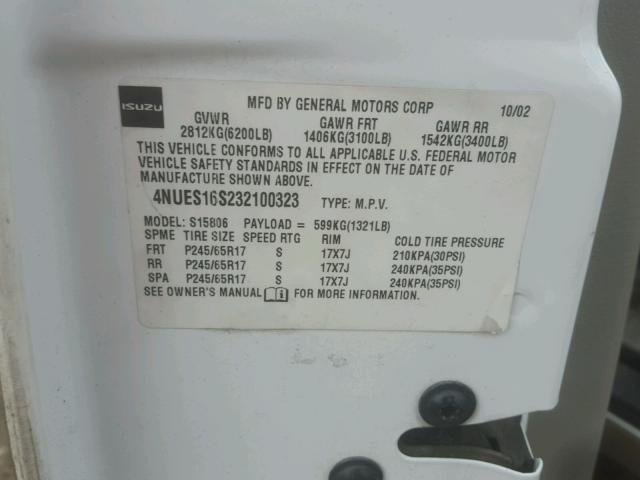 ISUZU
MFD BY GENERAL MOTORS CORP 10/02
GVWR GAWR FRT GAWR RR
2812KG(6200LB) 1406KG(3100LB) 1542KG(3400LB)
THIS VEHICLE CONFORMS TO ALL APPLICABLE U.S. FEDERAL MOTOR
VEHICLE SAFETY STANDARDS IN EFFECT ON THE DATE OF
MANUFACTURE SHOWN ABOVE.
4NUES16S232100323 TYPE: M.P.V.
MODEL: S15806 PAYLOAD = 599KG(1321LB)
SPME TIRE SIZE SPEED RTG RIM COLD TIRE PRESSURE
FRT P245/65R17 S 17X7J 210KPA(30PSI)
RR P245/65R17 S 17X7J 240KPA(35PSI)
SPA P245/65R17 S 17X7J 240KPA(35PSI)
SEE OWNER'S MANUAL FOR MORE INFORMATION.